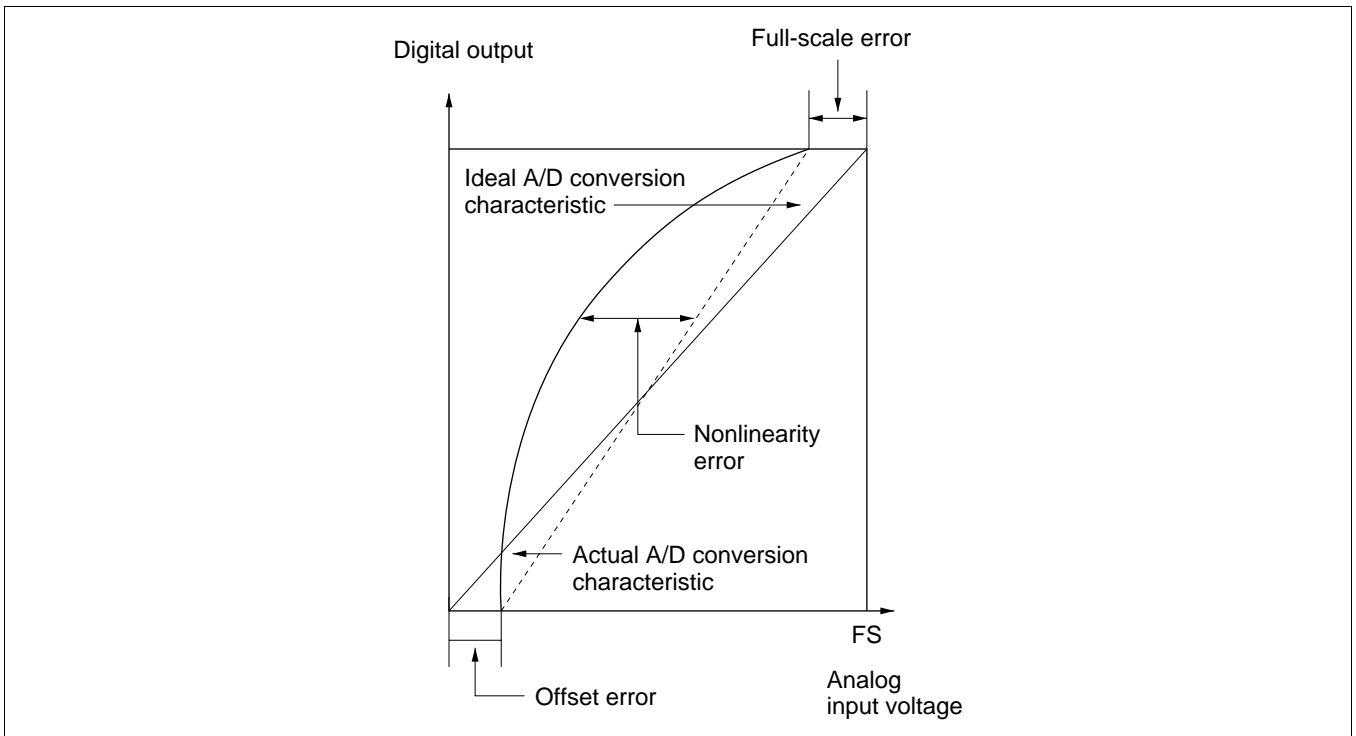 Full-scale error
Digital output
Ideal A/D conversion
characteristic
Nonlinearity
error
Actual A/D conversion
characteristic
FS
Offset error
Analog
input voltage